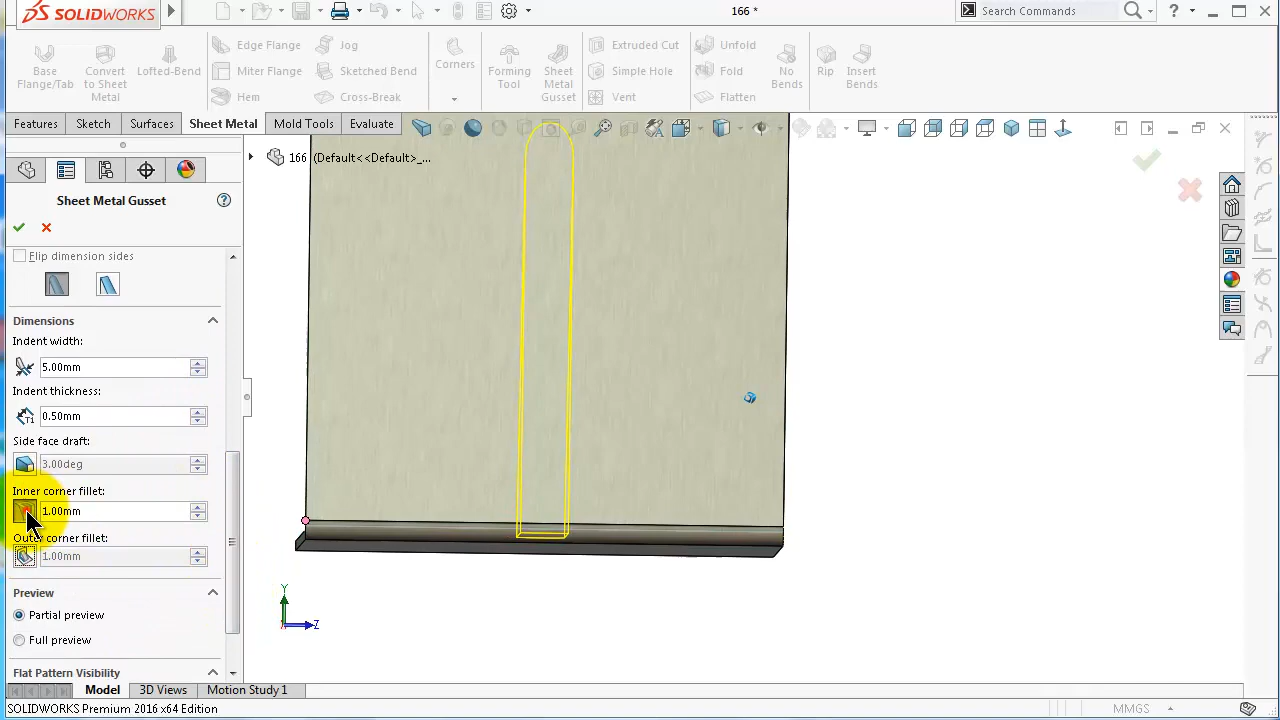 SOLIDWORKS
166 *
Search Commands
?
Base Flange/Tab
Convert to Sheet Metal
Lofted-Bend
Edge Flange
Miter Flange
Hem
Jog
Sketched Bend
Cross-Break
Corners
Forming Tool
Sheet Metal Gusset
Extruded Cut
Simple Hole
Vent
Unfold
Fold
Flatten
No Bends
Rip
Insert Bends
Features
Sketch
Surfaces
Sheet Metal
Mold Tools
Evaluate
166 (Default<<Default>_...
Sheet Metal Gusset
?
Flip dimension sides
Dimensions
Indent width:
5.00mm
Indent thickness:
0.50mm
Side face draft:
3.00deg
Inner corner fillet:
1.00mm
Outer corner fillet:
1.00mm
Preview
Partial preview
Full preview
Flat Pattern Visibility
Y
Z
Model
3D Views
Motion Study 1
SOLIDWORKS Premium 2016 x64 Edition
MMGS